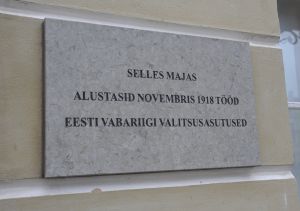 SELLES MAJAS
ALUSTASID NOVEMBRIS 1918 TÖÖD
EESTI VABARIIGI VALITSUSASUTUSED